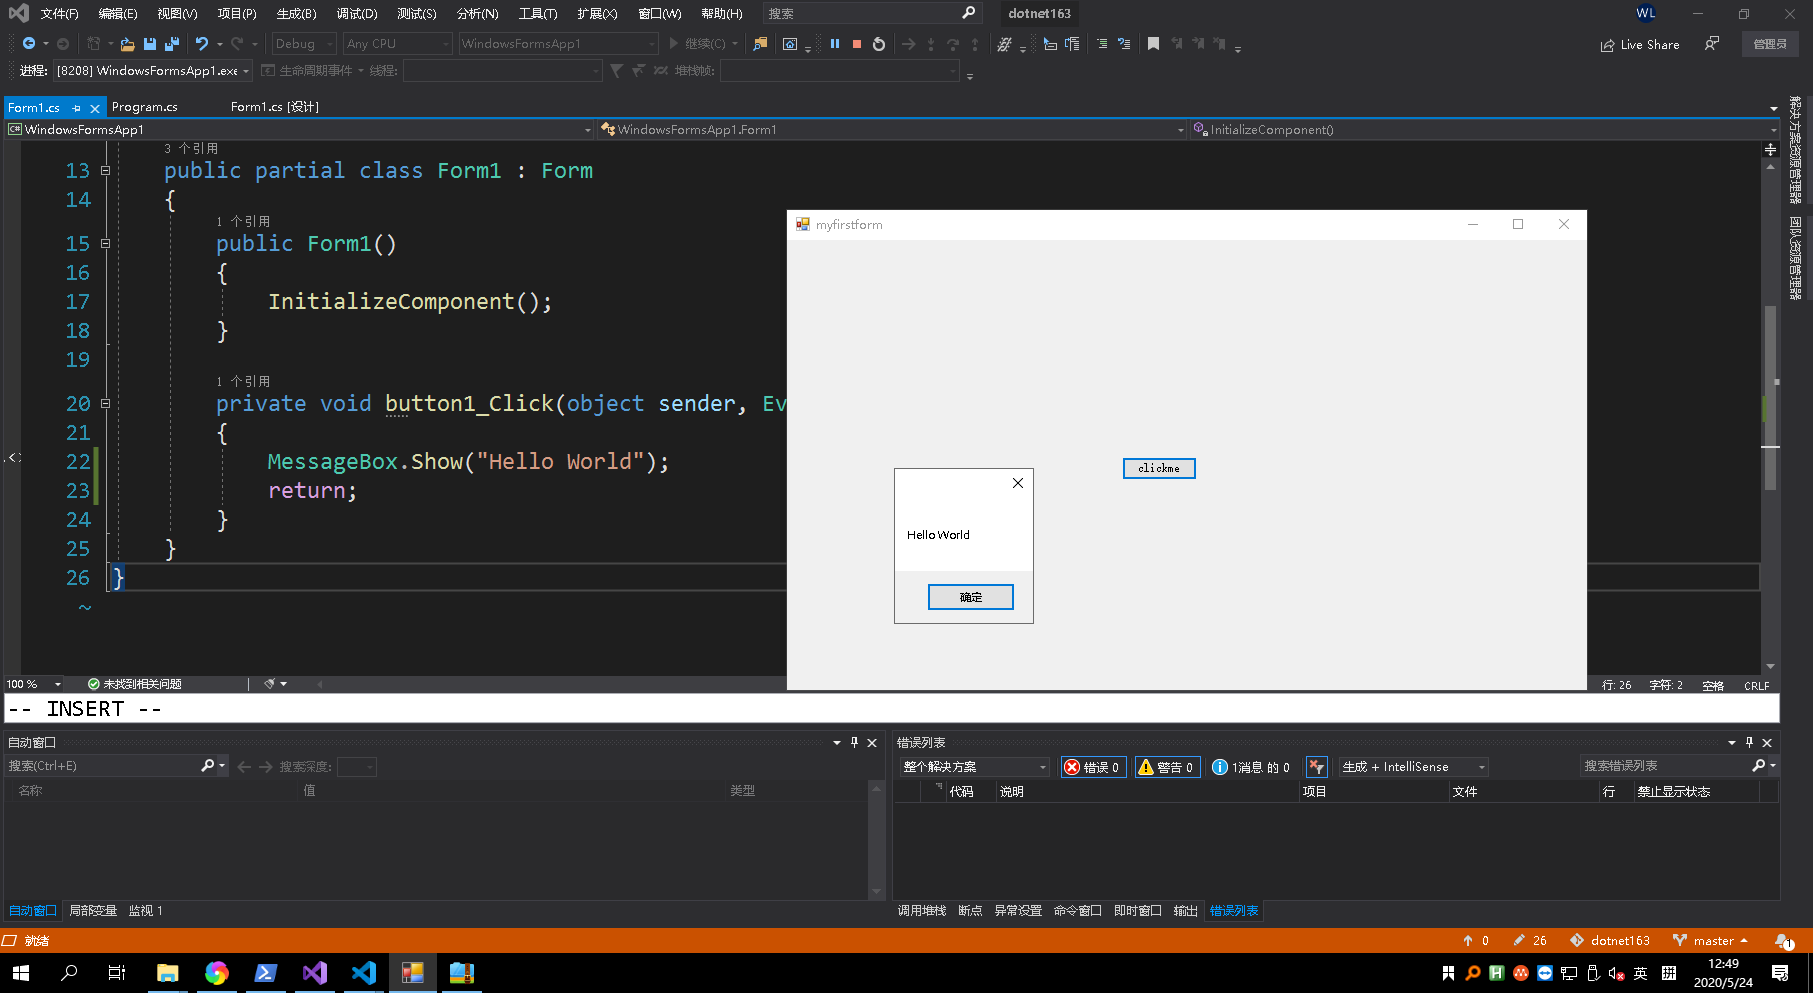 文件(F) 编辑(E) 视图(V) 项目(P) 生成(B) 调试(D) 测试(S) 分析(N) 工具(T) 扩展(X) 窗口(W) 帮助(H) 搜索 dotnet163 WL
Debug Any CPU WindowsFormsApp1 继续(C) Live Share 管理员
进程: [8208] WindowsFormsApp1.exe 生命周期事件 线程: 堆栈帧:
Form1.cs Program.cs Form1.cs [设计]
WindowsFormsApp1 WindowsFormsApp1.Form1 InitializeComponent()
解决方案资源管理器
团队资源管理器
3 个引用
13 public partial class Form1 : Form
14 {
1 个引用
15 public Form1()
16 {
17 InitializeComponent();
18 }
19
1 个引用
20 private void button1_Click(object sender, Ev
21 {
22 MessageBox.Show("Hello World");
23 return;
24 }
25 }
26 }
~
myfirstform
clickme
Hello World
确定
100 % 未找到相关问题 行: 26 字符: 2 空格 CRLF
-- INSERT --
自动窗口
搜索(Ctrl+E) 搜索深度:
名称 值 类型
自动窗口 局部变量 监视 1
错误列表
整个解决方案 错误 0 警告 0 1消息 的 0 生成 + IntelliSense 搜索错误列表
代码 说明 项目 文件 行 禁止显示状态
调用堆栈 断点 异常设置 命令窗口 即时窗口 输出 错误列表
就绪 0 26 dotnet163 master 1
英 12:49
2020/5/24